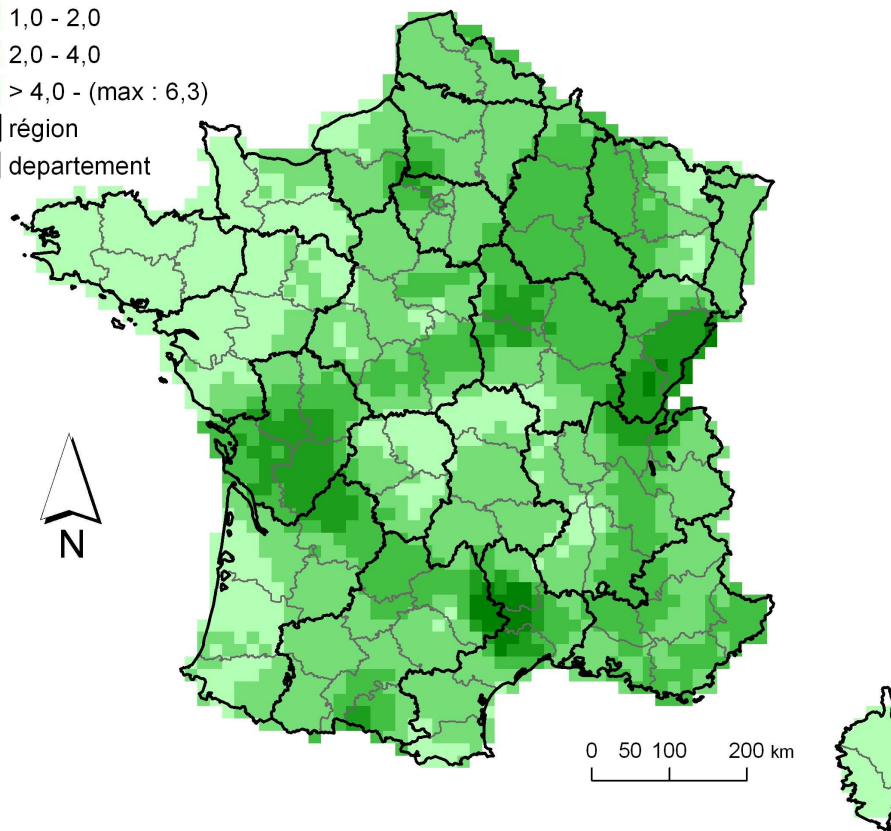 1,0 - 2,0
2,0 - 4,0
> 4,0 - (max : 6,3)
région
departement
N
0 50 100 200 km